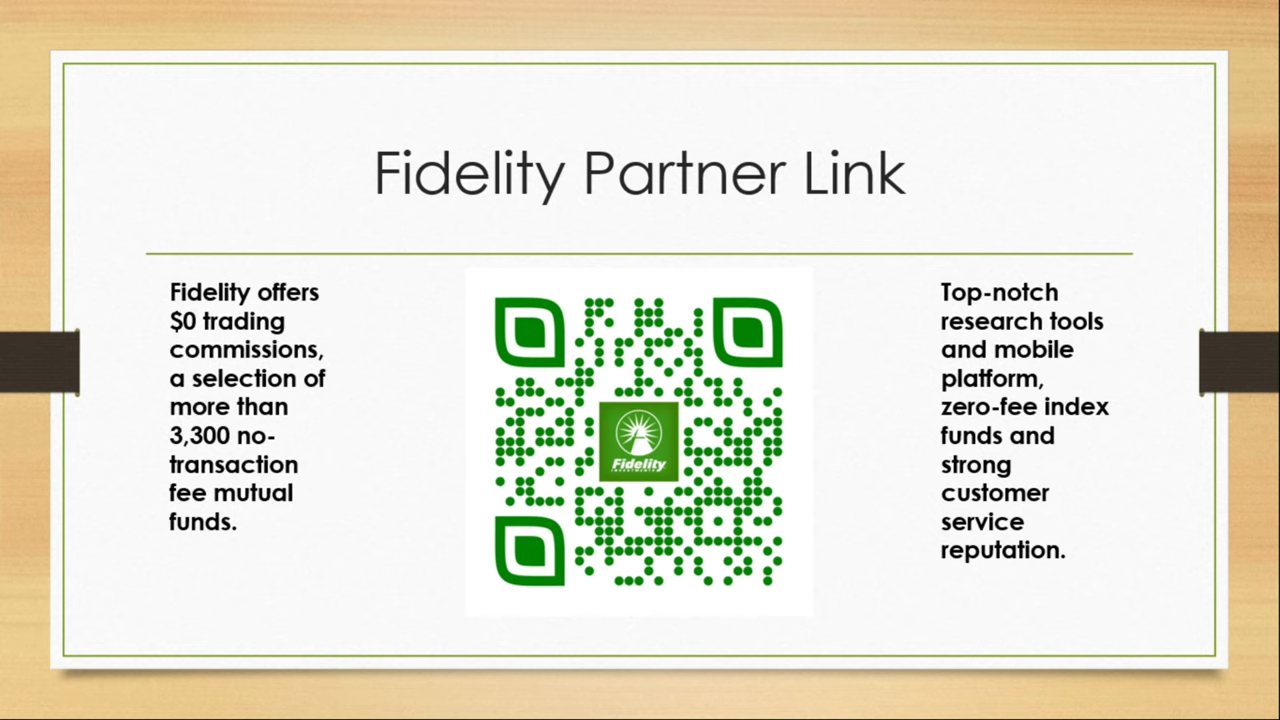 Fidelity Partner Link
Fidelity offers
$0 trading
commissions,
a selection of
more than
3,300 no-
transaction
fee mutual
funds.
Fidelity
INVESTMENTS
Top-notch
research tools
and mobile
platform,
zero-fee index
funds and
strong
customer
service
reputation.